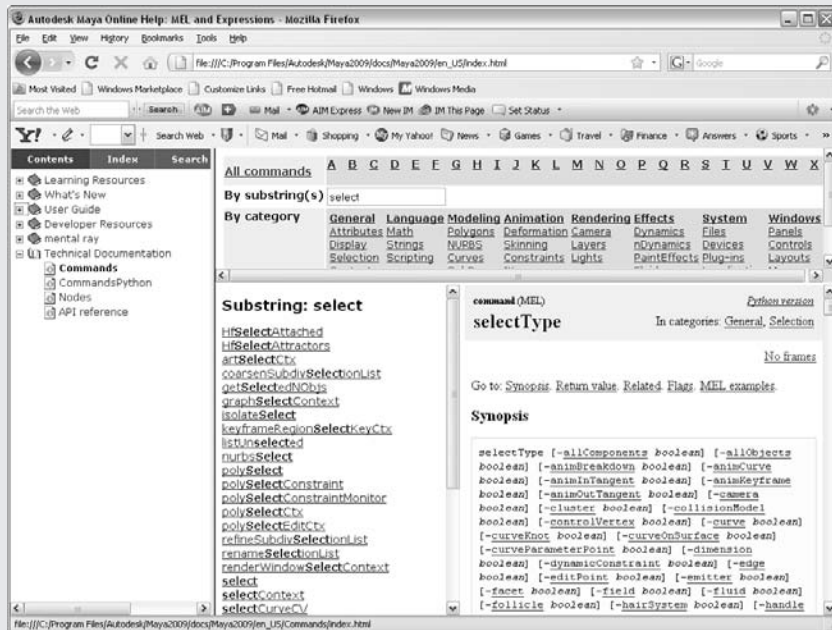 Autodesk Maya Online Help: MEL and Expressions - Mozilla Firefox
File Edit View History Bookmarks Tools Help
file:///C:/Program Files/Autodesk/Maya2009/docs/Maya2009/en_US/index.html
Google
Most Visited Windows Marketplace Customize Links Free Hotmail Windows Windows Media
Search the Web Search Mail AIM Express New IM IM This Page Set Status
Y! Search Web Mail Shopping My Yahoo! News Games Travel Finance Answers Sports »
Contents Index Search
Learning Resources
What's New
User Guide
Developer Resources
mental ray
Technical Documentation
Commands
CommandsPython
Nodes
API reference
All commands A B C D E F G H I J K L M N O P Q R S T U V W X
By substring(s) select
By category General Language Modeling Animation Rendering Effects System Windows
Attributes Math Polygons Deformation Camera Dynamics Files Panels
Display Strings NURBS Skinning Layers nDynamics Devices Controls
Selection Scripting Curves Constraints Lights PaintEffects Plug-ins Layouts
Substring: select
HfSelectAttached
HfSelectAttractors
artSelectCtx
coarsenSubdivSelectionList
getSelectedNObjs
graphSelectContext
isolateSelect
keyframeRegionSelectKeyCtx
listUnselected
nurbsSelect
polySelect
polySelectConstraint
polySelectConstraintMonitor
polySelectCtx
polySelectEditCtx
refineSubdivSelectionList
renameSelectionList
renderWindowSelectContext
select
selectContext
selectCurveCV
command (MEL) Python version
selectType In categories: General, Selection
No frames
Go to: Synopsis. Return value. Related. Flags. MEL examples.
Synopsis
selectType [-allComponents boolean] [-allObjects
boolean] [-animBreakdown boolean] [-animCurve
boolean] [-animInTangent boolean] [-animKeyframe
boolean] [-animOutTangent boolean] [-camera
boolean] [-cluster boolean] [-collisionModel
boolean] [-controlVertex boolean] [-curve boolean]
[-curveKnot boolean] [-curveOnSurface boolean]
[-curveParameterPoint boolean] [-dimension
boolean] [-dynamicConstraint boolean] [-edge
boolean] [-editPoint boolean] [-emitter boolean]
[-facet boolean] [-field boolean] [-fluid boolean]
[-follicle boolean] [-hairSystem boolean] [-handle
file:///C:/Program Files/Autodesk/Maya2009/docs/Maya2009/en_US/Commands/index.html